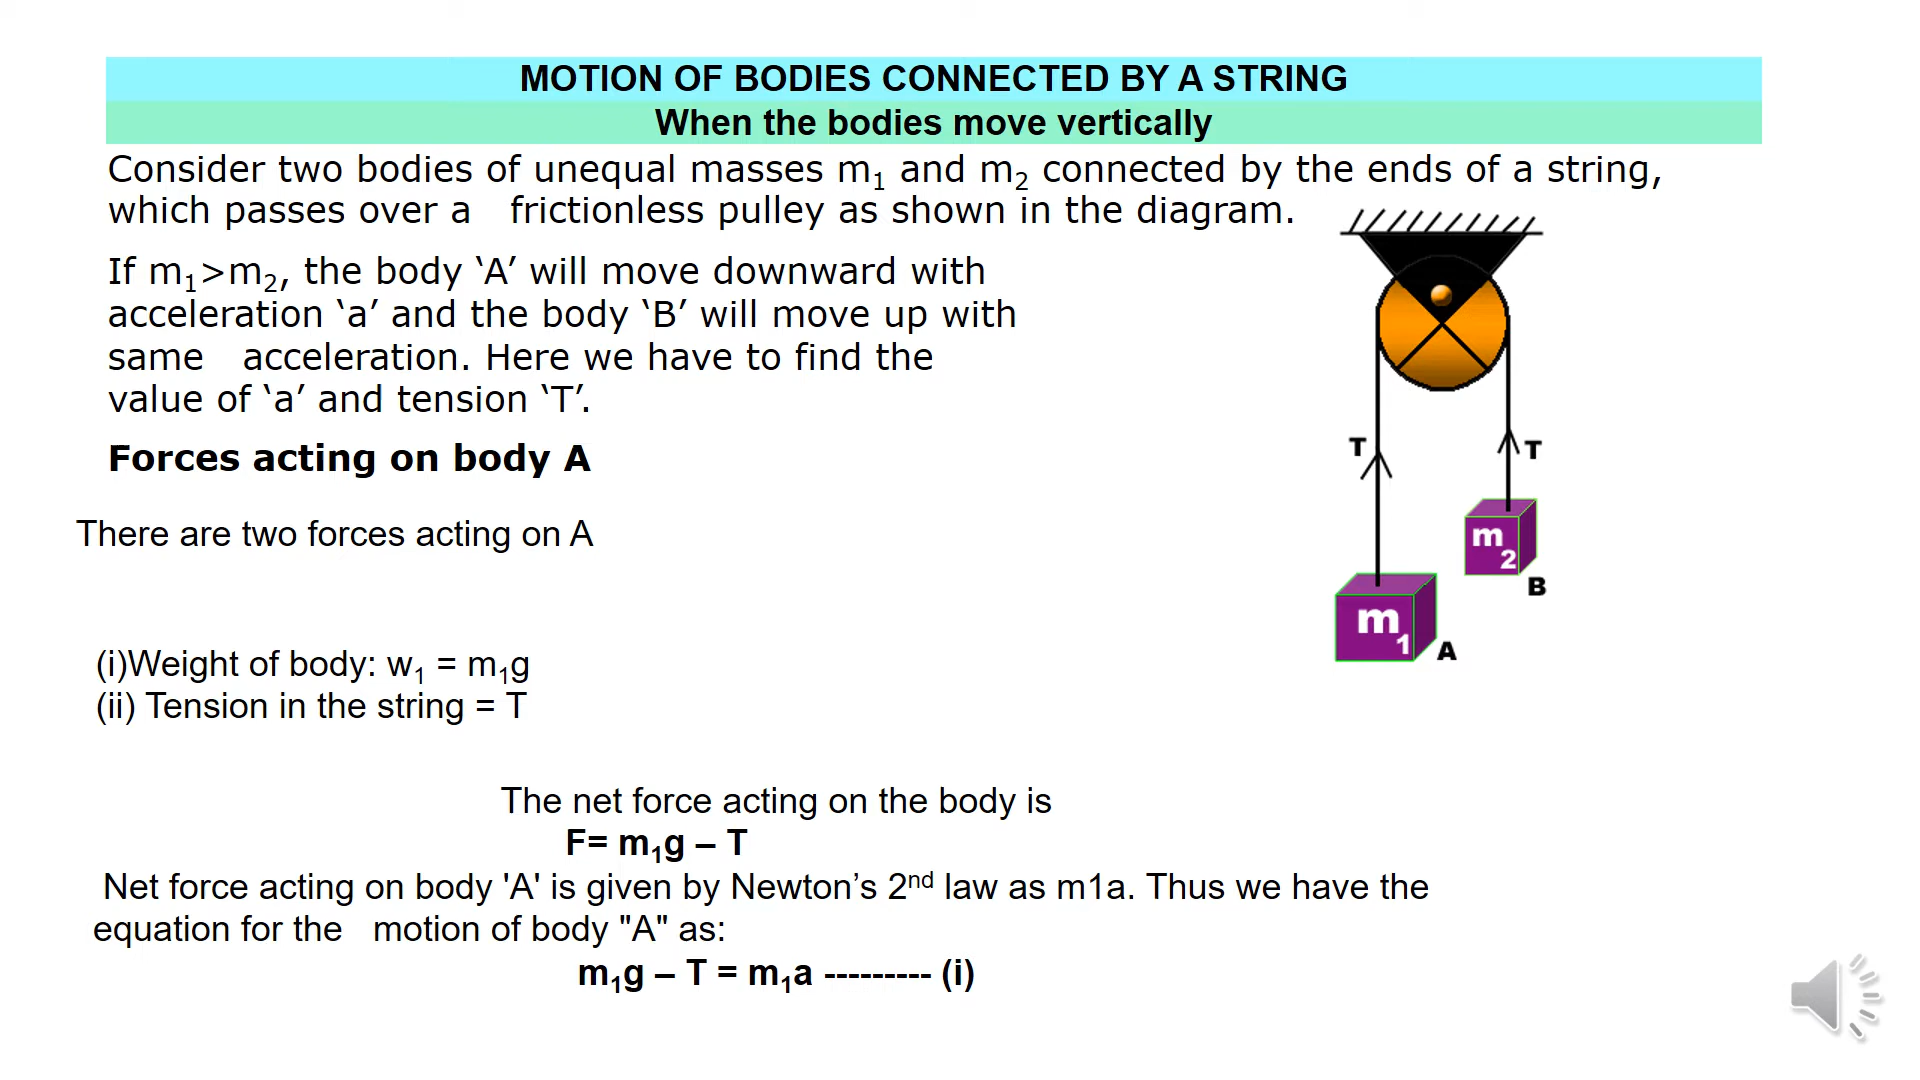 MOTION OF BODIES CONNECTED BY A STRING
When the bodies move vertically
Consider two bodies of unequal masses m₁ and m₂ connected by the ends of a string,
which passes over a frictionless pulley as shown in the diagram.
If m₁>m₂, the body ‘A’ will move downward with
acceleration ‘a’ and the body ‘B’ will move up with
same acceleration. Here we have to find the
value of ‘a’ and tension ‘T’.
Forces acting on body A
There are two forces acting on A
(i)Weight of body: w₁ = m₁g
(ii) Tension in the string = T
The net force acting on the body is
F= m₁g – T
Net force acting on body 'A' is given by Newton’s 2ⁿᵈ law as m1a. Thus we have the
equation for the motion of body "A" as:
m₁g – T = m₁a --------- (i)
T
T
m₂
B
m₁
A